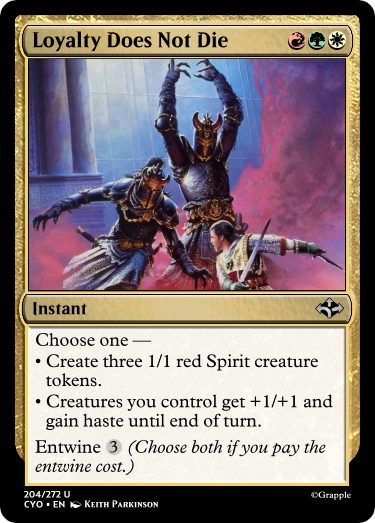 Loyalty Does Not Die
Instant
Choose one —
• Create three 1/1 red Spirit creature
tokens.
• Creatures you control get +1/+1 and
gain haste until end of turn.
Entwine 3 (Choose both if you pay the
entwine cost.)
204/272 U
CYO • EN Keith Parkinson
©Grapple